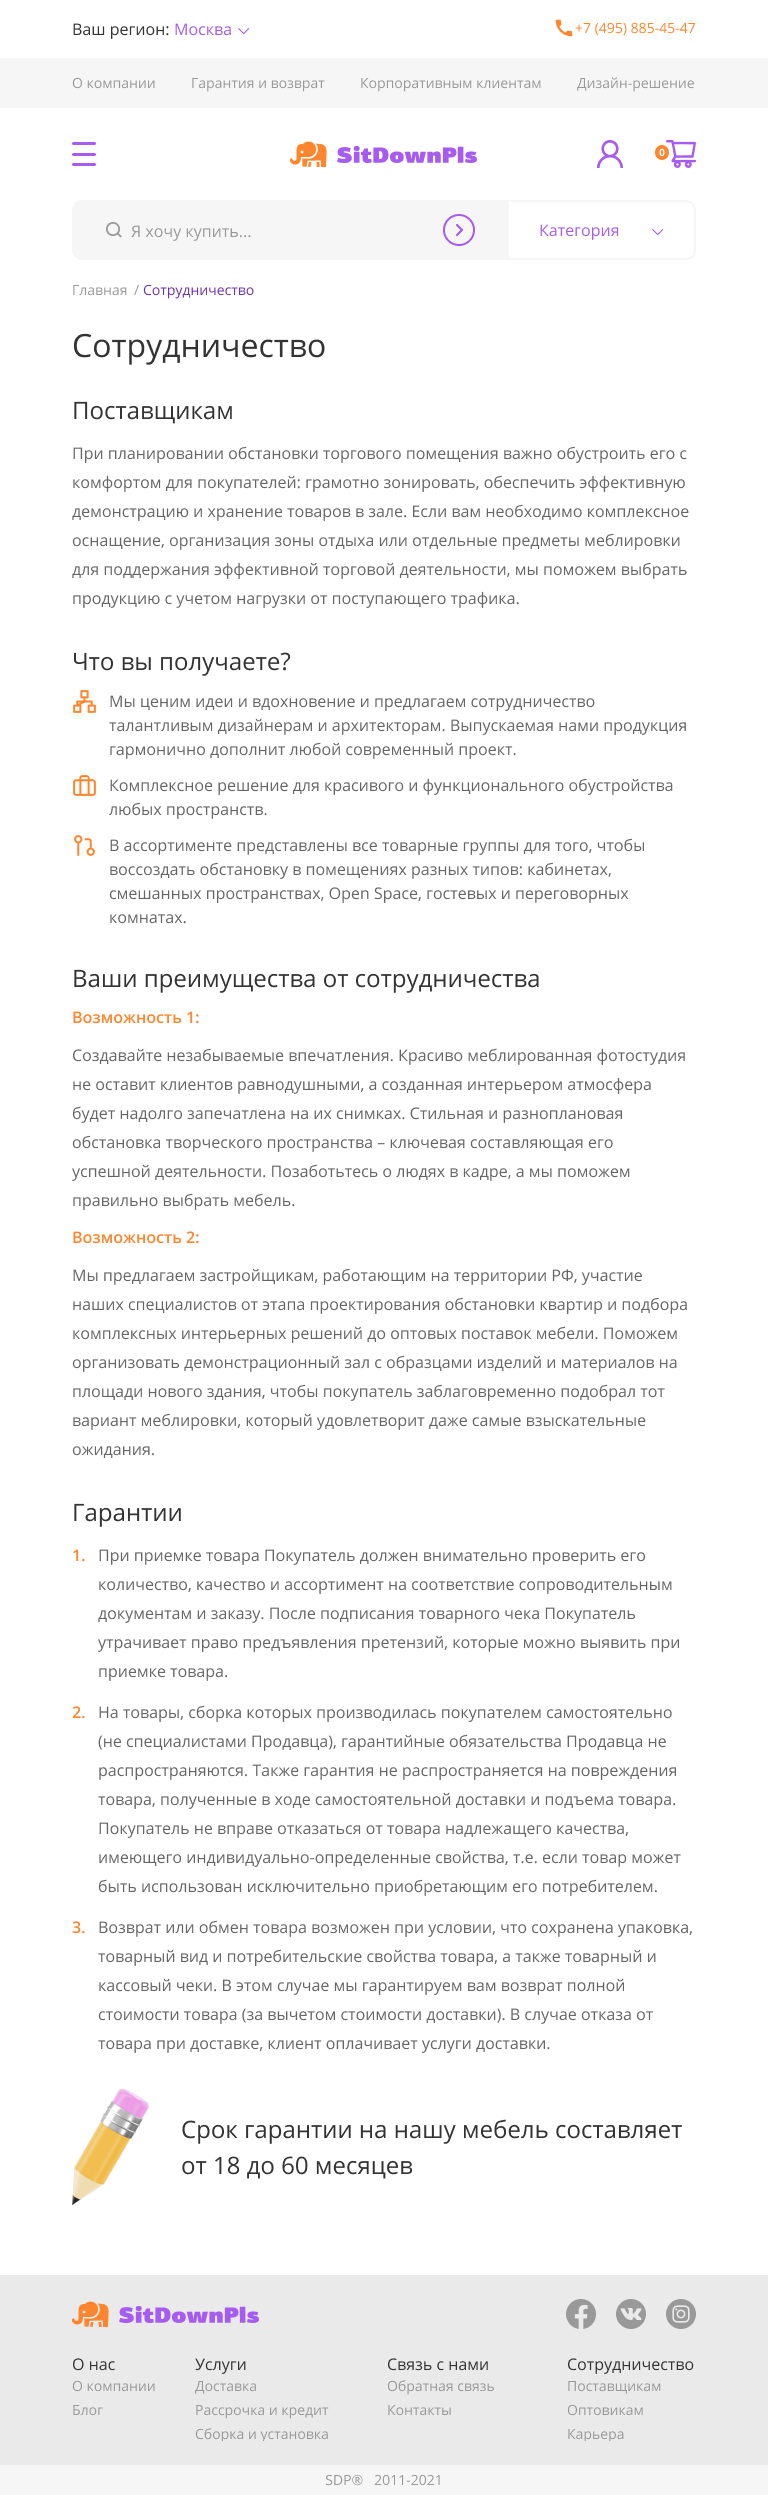 Ваш регион: Москва
+7 (495) 885-45-47
О компании Гарантия и возврат Корпоративным клиентам Дизайн-решение
SitDownPls
0
Я хочу купить...
Категория
Главная / Сотрудничество
Сотрудничество
Поставщикам
При планировании обстановки торгового помещения важно обустроить его с
комфортом для покупателей: грамотно зонировать, обеспечить эффективную
демонстрацию и хранение товаров в зале. Если вам необходимо комплексное
оснащение, организация зоны отдыха или отдельные предметы меблировки
для поддержания эффективной торговой деятельности, мы поможем выбрать
продукцию с учетом нагрузки от поступающего трафика.
Что вы получаете?
Мы ценим идеи и вдохновение и предлагаем сотрудничество
талантливым дизайнерам и архитекторам. Выпускаемая нами продукция
гармонично дополнит любой современный проект.
Комплексное решение для красивого и функционального обустройства
любых пространств.
В ассортименте представлены все товарные группы для того, чтобы
воссоздать обстановку в помещениях разных типов: кабинетах,
смешанных пространствах, Open Space, гостевых и переговорных
комнатах.
Ваши преимущества от сотрудничества
Возможность 1:
Создавайте незабываемые впечатления. Красиво меблированная фотостудия
не оставит клиентов равнодушными, а созданная интерьером атмосфера
будет надолго запечатлена на их снимках. Стильная и разноплановая
обстановка творческого пространства – ключевая составляющая его
успешной деятельности. Позаботьтесь о людях в кадре, а мы поможем
правильно выбрать мебель.
Возможность 2:
Мы предлагаем застройщикам, работающим на территории РФ, участие
наших специалистов от этапа проектирования обстановки квартир и подбора
комплексных интерьерных решений до оптовых поставок мебели. Поможем
организовать демонстрационный зал с образцами изделий и материалов на
площади нового здания, чтобы покупатель заблаговременно подобрал тот
вариант меблировки, который удовлетворит даже самые взыскательные
ожидания.
Гарантии
1. При приемке товара Покупатель должен внимательно проверить его
количество, качество и ассортимент на соответствие сопроводительным
документам и заказу. После подписания товарного чека Покупатель
утрачивает право предъявления претензий, которые можно выявить при
приемке товара.
2. На товары, сборка которых производилась покупателем самостоятельно
(не специалистами Продавца), гарантийные обязательства Продавца не
распространяются. Также гарантия не распространяется на повреждения
товара, полученные в ходе самостоятельной доставки и подъема товара.
Покупатель не вправе отказаться от товара надлежащего качества,
имеющего индивидуально-определенные свойства, т.е. если товар может
быть использован исключительно приобретающим его потребителем.
3. Возврат или обмен товара возможен при условии, что сохранена упаковка,
товарный вид и потребительские свойства товара, а также товарный и
кассовый чеки. В этом случае мы гарантируем вам возврат полной
стоимости товара (за вычетом стоимости доставки). В случае отказа от
товара при доставке, клиент оплачивает услуги доставки.
Срок гарантии на нашу мебель составляет
от 18 до 60 месяцев
SitDownPls
О нас
О компании
Блог
Услуги
Доставка
Рассрочка и кредит
Сборка и установка
Связь с нами
Обратная связь
Контакты
Сотрудничество
Поставщикам
Оптовикам
Карьера
SDP® 2011-2021